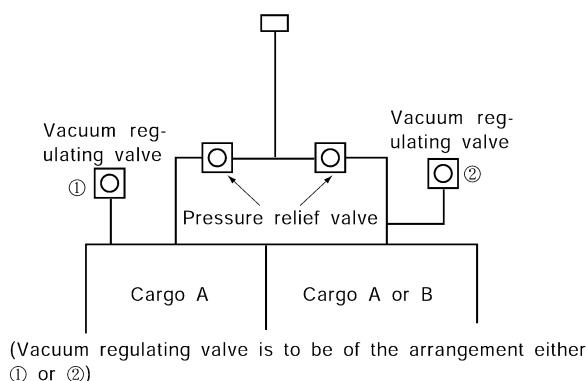 Vacuum reg-
ulating valve
①
Vacuum reg-
ulating valve
②
Pressure relief valve
Cargo A
Cargo A or B
(Vacuum regulating valve is to be of the arrangement either
① or ②)